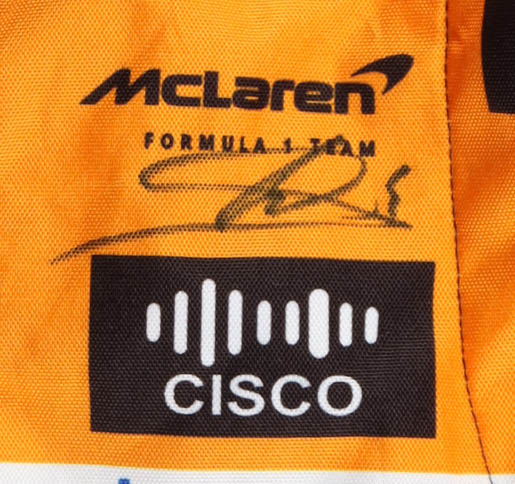 McLaren
FORMULA 1 TEAM
CISCO